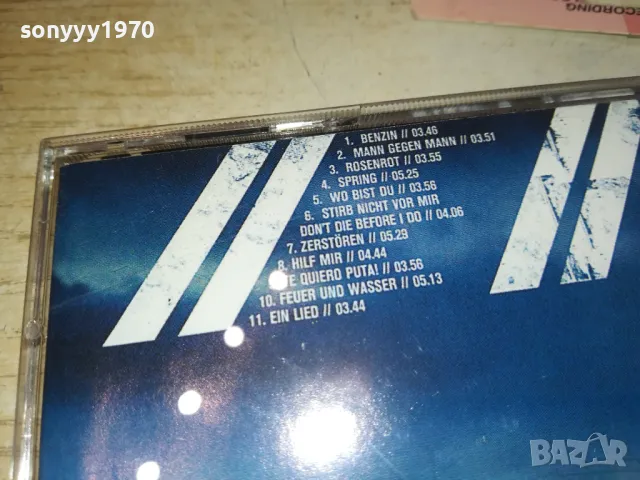 sonyyy1970
ECORDING
1. BENZIN // 03.46
2. MANN GEGEN MANN // 03.51
3. ROSENROT // 03.55
4. SPRING // 05.25
5. WO BIST DU // 03.56
6. STIRB NICHT VOR MIR
DON'T DIE BEFORE I DO // 04.06
7. ZERSTÖREN // 05.29
8. HILF MIR // 04.44
E QUIERO PUTA! // 03.56
10. FEUER UND WASSER // 05.13
11. EIN LIED // 03.44
BAZAR